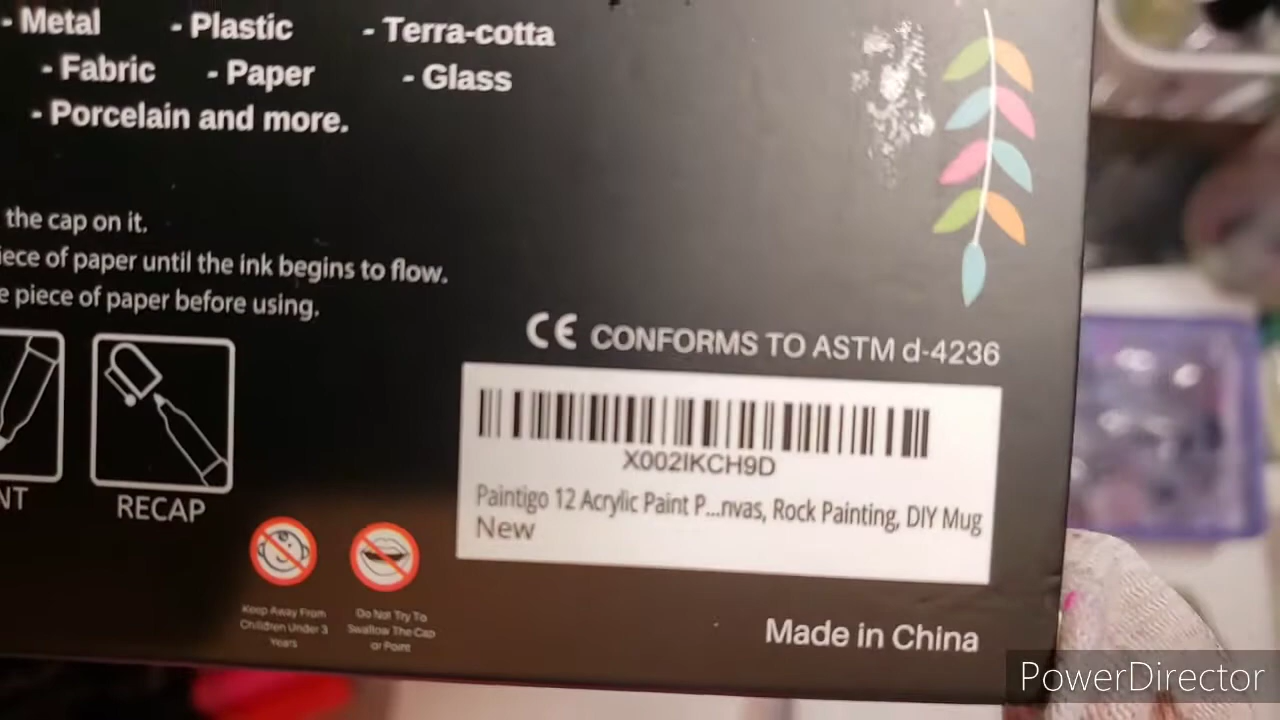 - Metal - Plastic - Terra-cotta
- Fabric - Paper - Glass
- Porcelain and more.
the cap on it.
iece of paper until the ink begins to flow.
e piece of paper before using.
NT
RECAP
CE CONFORMS TO ASTM d-4236
X002IKCH9D
Paintigo 12 Acrylic Paint P...nvas, Rock Painting, DIY Mug
New
Keep Away From
Children Under 3
Years
Do Not Try To
Swallow The Cap
or Point
Made in China
PowerDirector